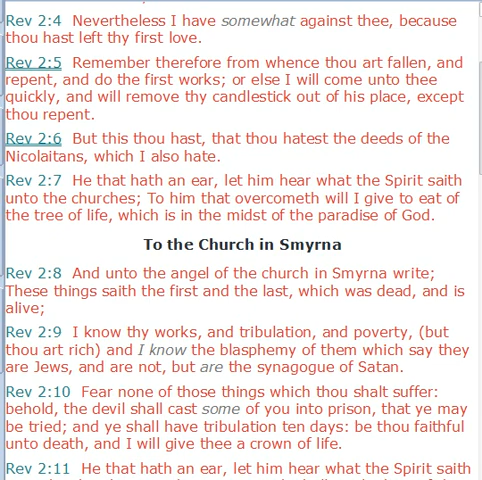 Rev 2:4 Nevertheless I have somewhat against thee, because
thou hast left thy first love.
Rev 2:5 Remember therefore from whence thou art fallen, and
repent, and do the first works; or else I will come unto thee
quickly, and will remove thy candlestick out of his place, except
thou repent.
Rev 2:6 But this thou hast, that thou hatest the deeds of the
Nicolaitans, which I also hate.
Rev 2:7 He that hath an ear, let him hear what the Spirit saith
unto the churches; To him that overcometh will I give to eat of
the tree of life, which is in the midst of the paradise of God.
To the Church in Smyrna
Rev 2:8 And unto the angel of the church in Smyrna write;
These things saith the first and the last, which was dead, and is
alive;
Rev 2:9 I know thy works, and tribulation, and poverty, (but
thou art rich) and I know the blasphemy of them which say they
are Jews, and are not, but are the synagogue of Satan.
Rev 2:10 Fear none of those things which thou shalt suffer:
behold, the devil shall cast some of you into prison, that ye may
be tried; and ye shall have tribulation ten days: be thou faithful
unto death, and I will give thee a crown of life.
Rev 2:11 He that hath an ear, let him hear what the Spirit saith